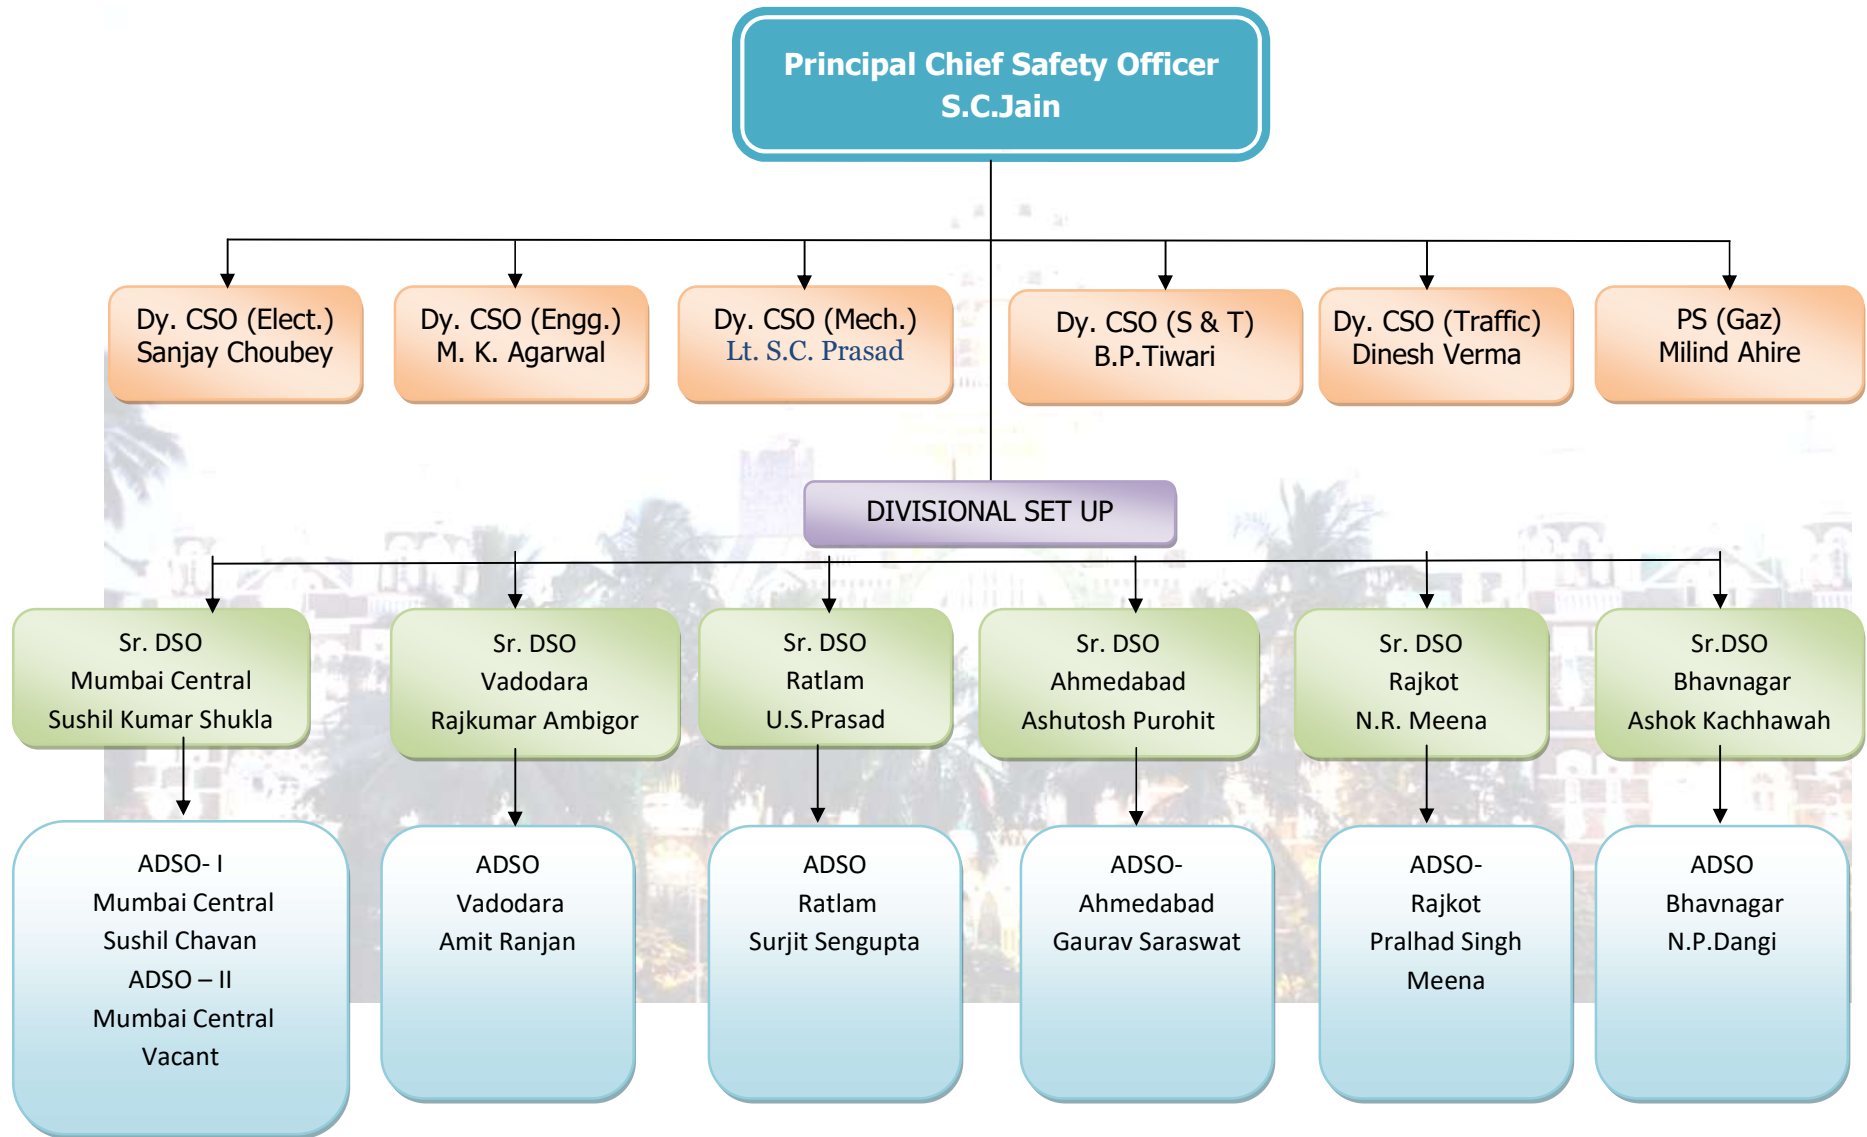 Principal Chief Safety Officer
S.C.Jain
Dy. CSO (Elect.)
Sanjay Choubey
Dy. CSO (Engg.)
M. K. Agarwal
Dy. CSO (Mech.)
Lt. S.C. Prasad
Dy. CSO (S & T)
B.P.Tiwari
Dy. CSO (Traffic)
Dinesh Verma
PS (Gaz)
Milind Ahire
DIVISIONAL SET UP
Sr. DSO
Mumbai Central
Sushil Kumar Shukla
Sr. DSO
Vadodara
Rajkumar Ambigor
Sr. DSO
Ratlam
U.S.Prasad
Sr. DSO
Ahmedabad
Ashutosh Purohit
Sr. DSO
Rajkot
N.R. Meena
Sr.DSO
Bhavnagar
Ashok Kachhawah
ADSO- I
Mumbai Central
Sushil Chavan
ADSO – II
Mumbai Central
Vacant
ADSO
Vadodara
Amit Ranjan
ADSO
Ratlam
Surjit Sengupta
ADSO-
Ahmedabad
Gaurav Saraswat
ADSO-
Rajkot
Pralhad Singh
Meena
ADSO
Bhavnagar
N.P.Dangi